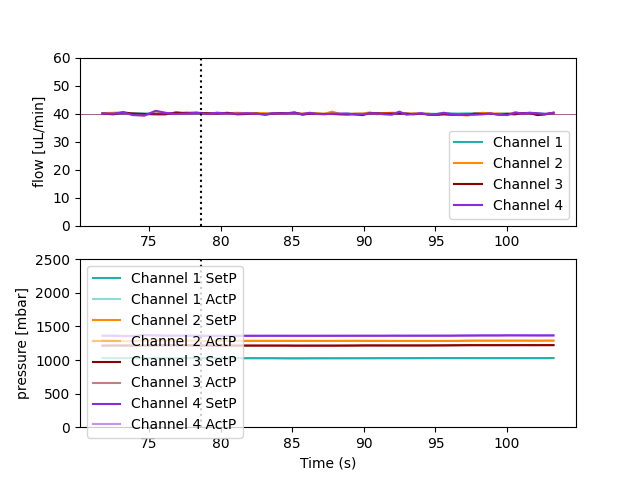 60
50
40
30
20
10
0
flow [uL/min]
Channel 1
Channel 2
Channel 3
Channel 4
75
80
85
90
95
100
2500
2000
1500
1000
500
0
pressure [mbar]
Channel 1 SetP
Channel 1 ActP
Channel 2 SetP
Channel 2 ActP
Channel 3 SetP
Channel 3 ActP
Channel 4 SetP
Channel 4 ActP
75
80
85
90
95
100
Time (s)